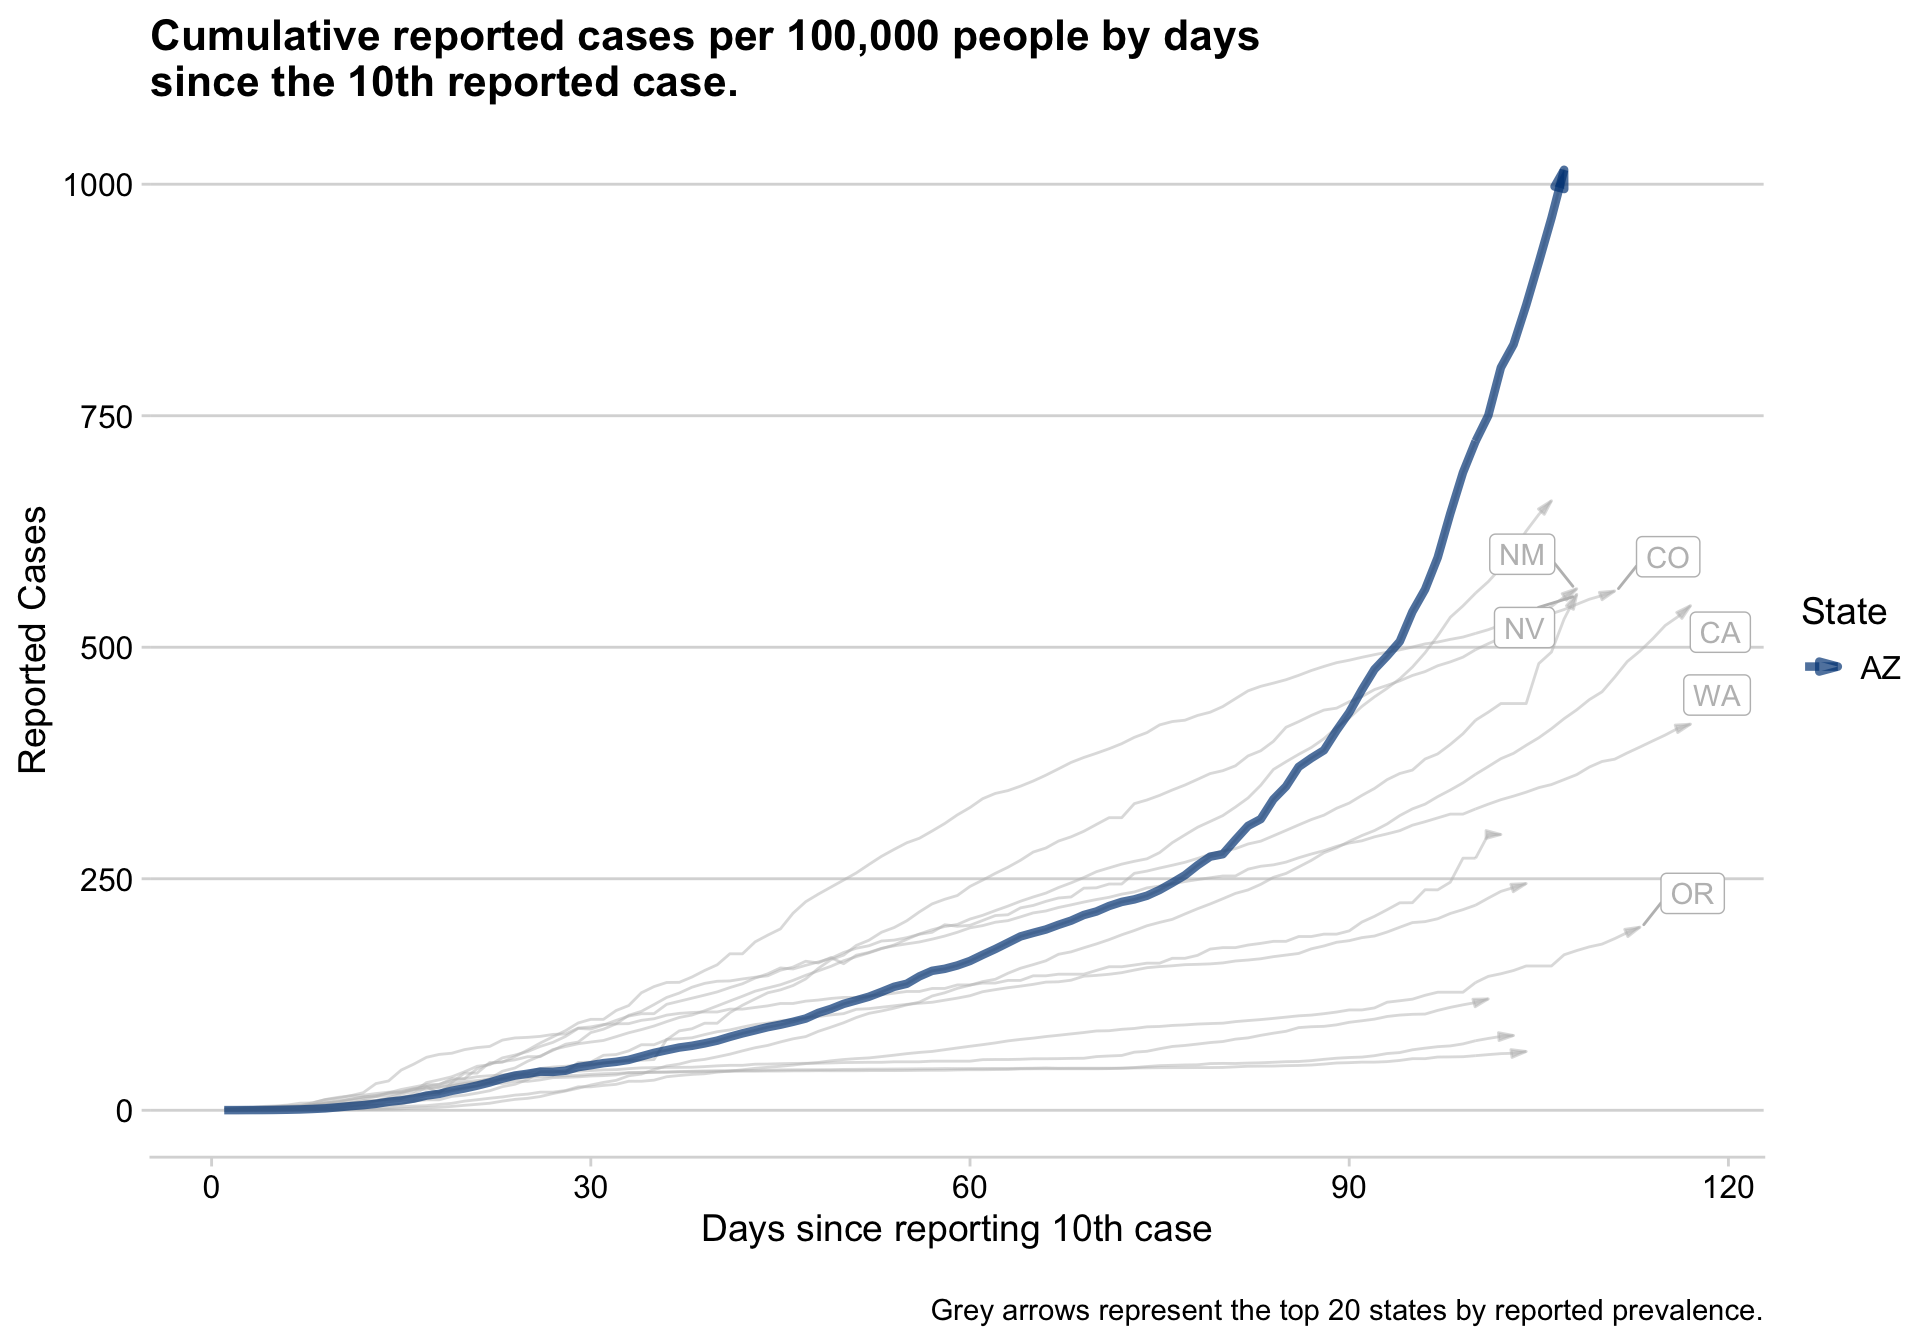 Cumulative reported cases per 100,000 people by days
since the 10th reported case.
1000
750
500
250
0
Reported Cases
NM
CO
NV
CA
WA
OR
State
AZ
0 30 60 90 120
Days since reporting 10th case
Grey arrows represent the top 20 states by reported prevalence.